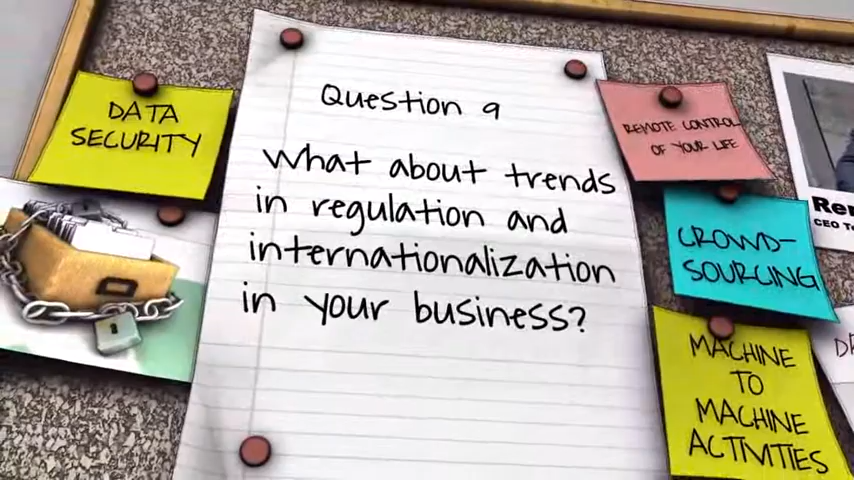 DATA
SECURITY
Question 9
What about trends
in regulation and
internationalization
in your business?
REMOTE CONTROL
OF YOUR LIFE
CROWD-
SOURCING
MACHINE
TO
MACHINE
ACTIVITIES
CEO